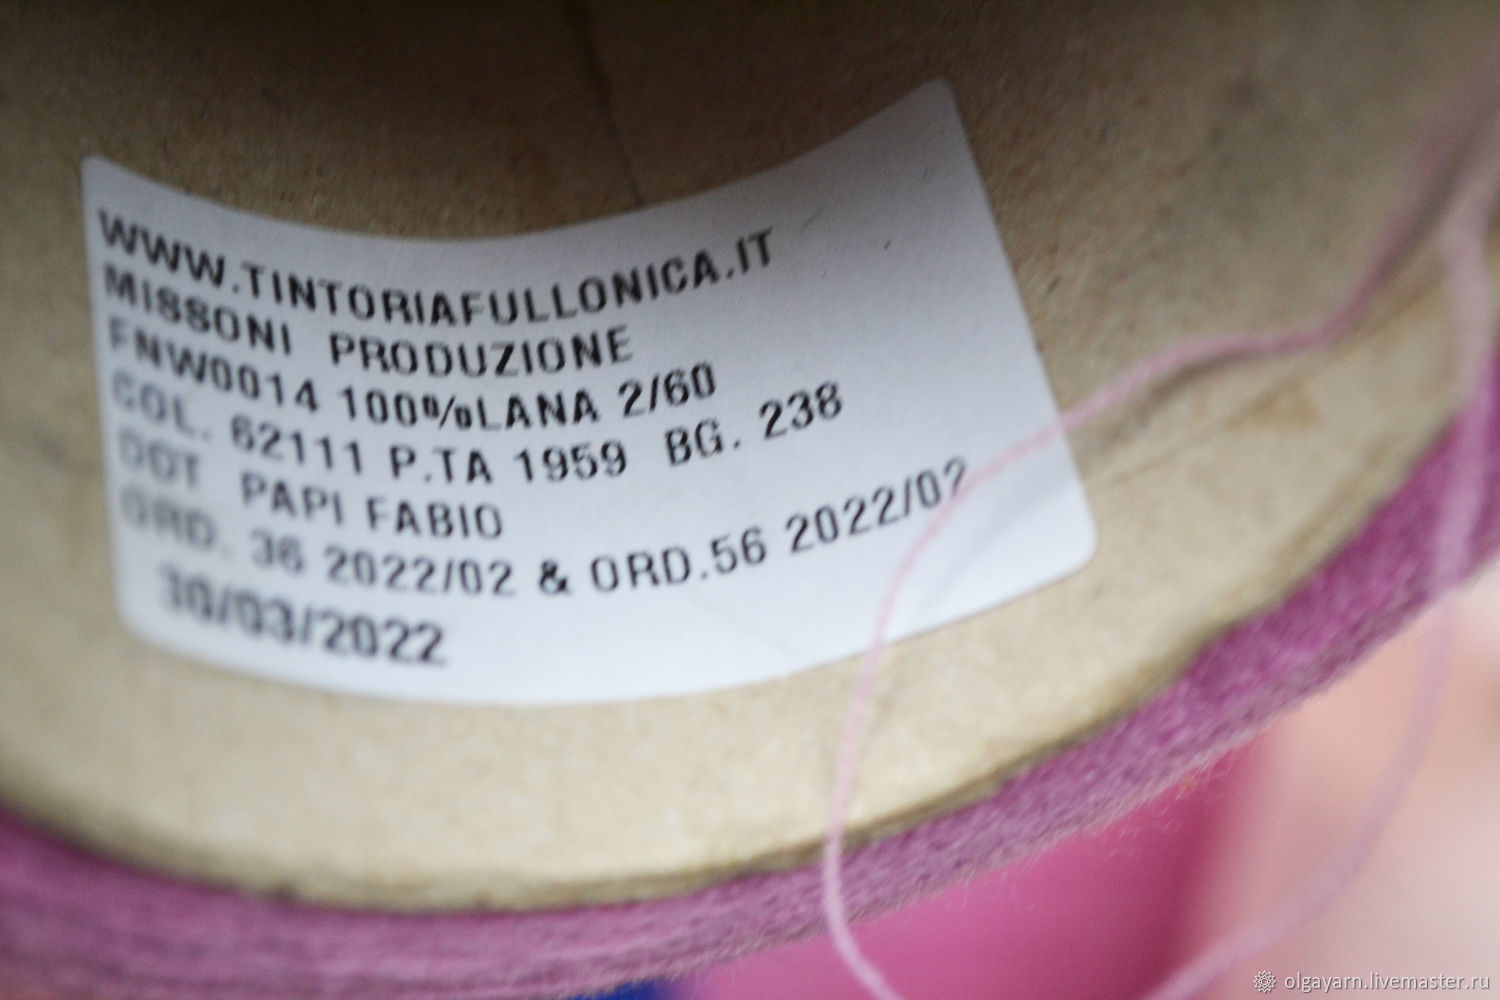 WWW.TINTORIAFULLONICA.IT
MISSONI PRODUZIONE
FNW0014 100%LANA 2/60
COL. 62111 P.TA 1959 BG. 238
DOT PAPI FABIO
ORD. 36 2022/02 & ORD.56 2022/02
30/03/2022
olgayarn.livemaster.ru